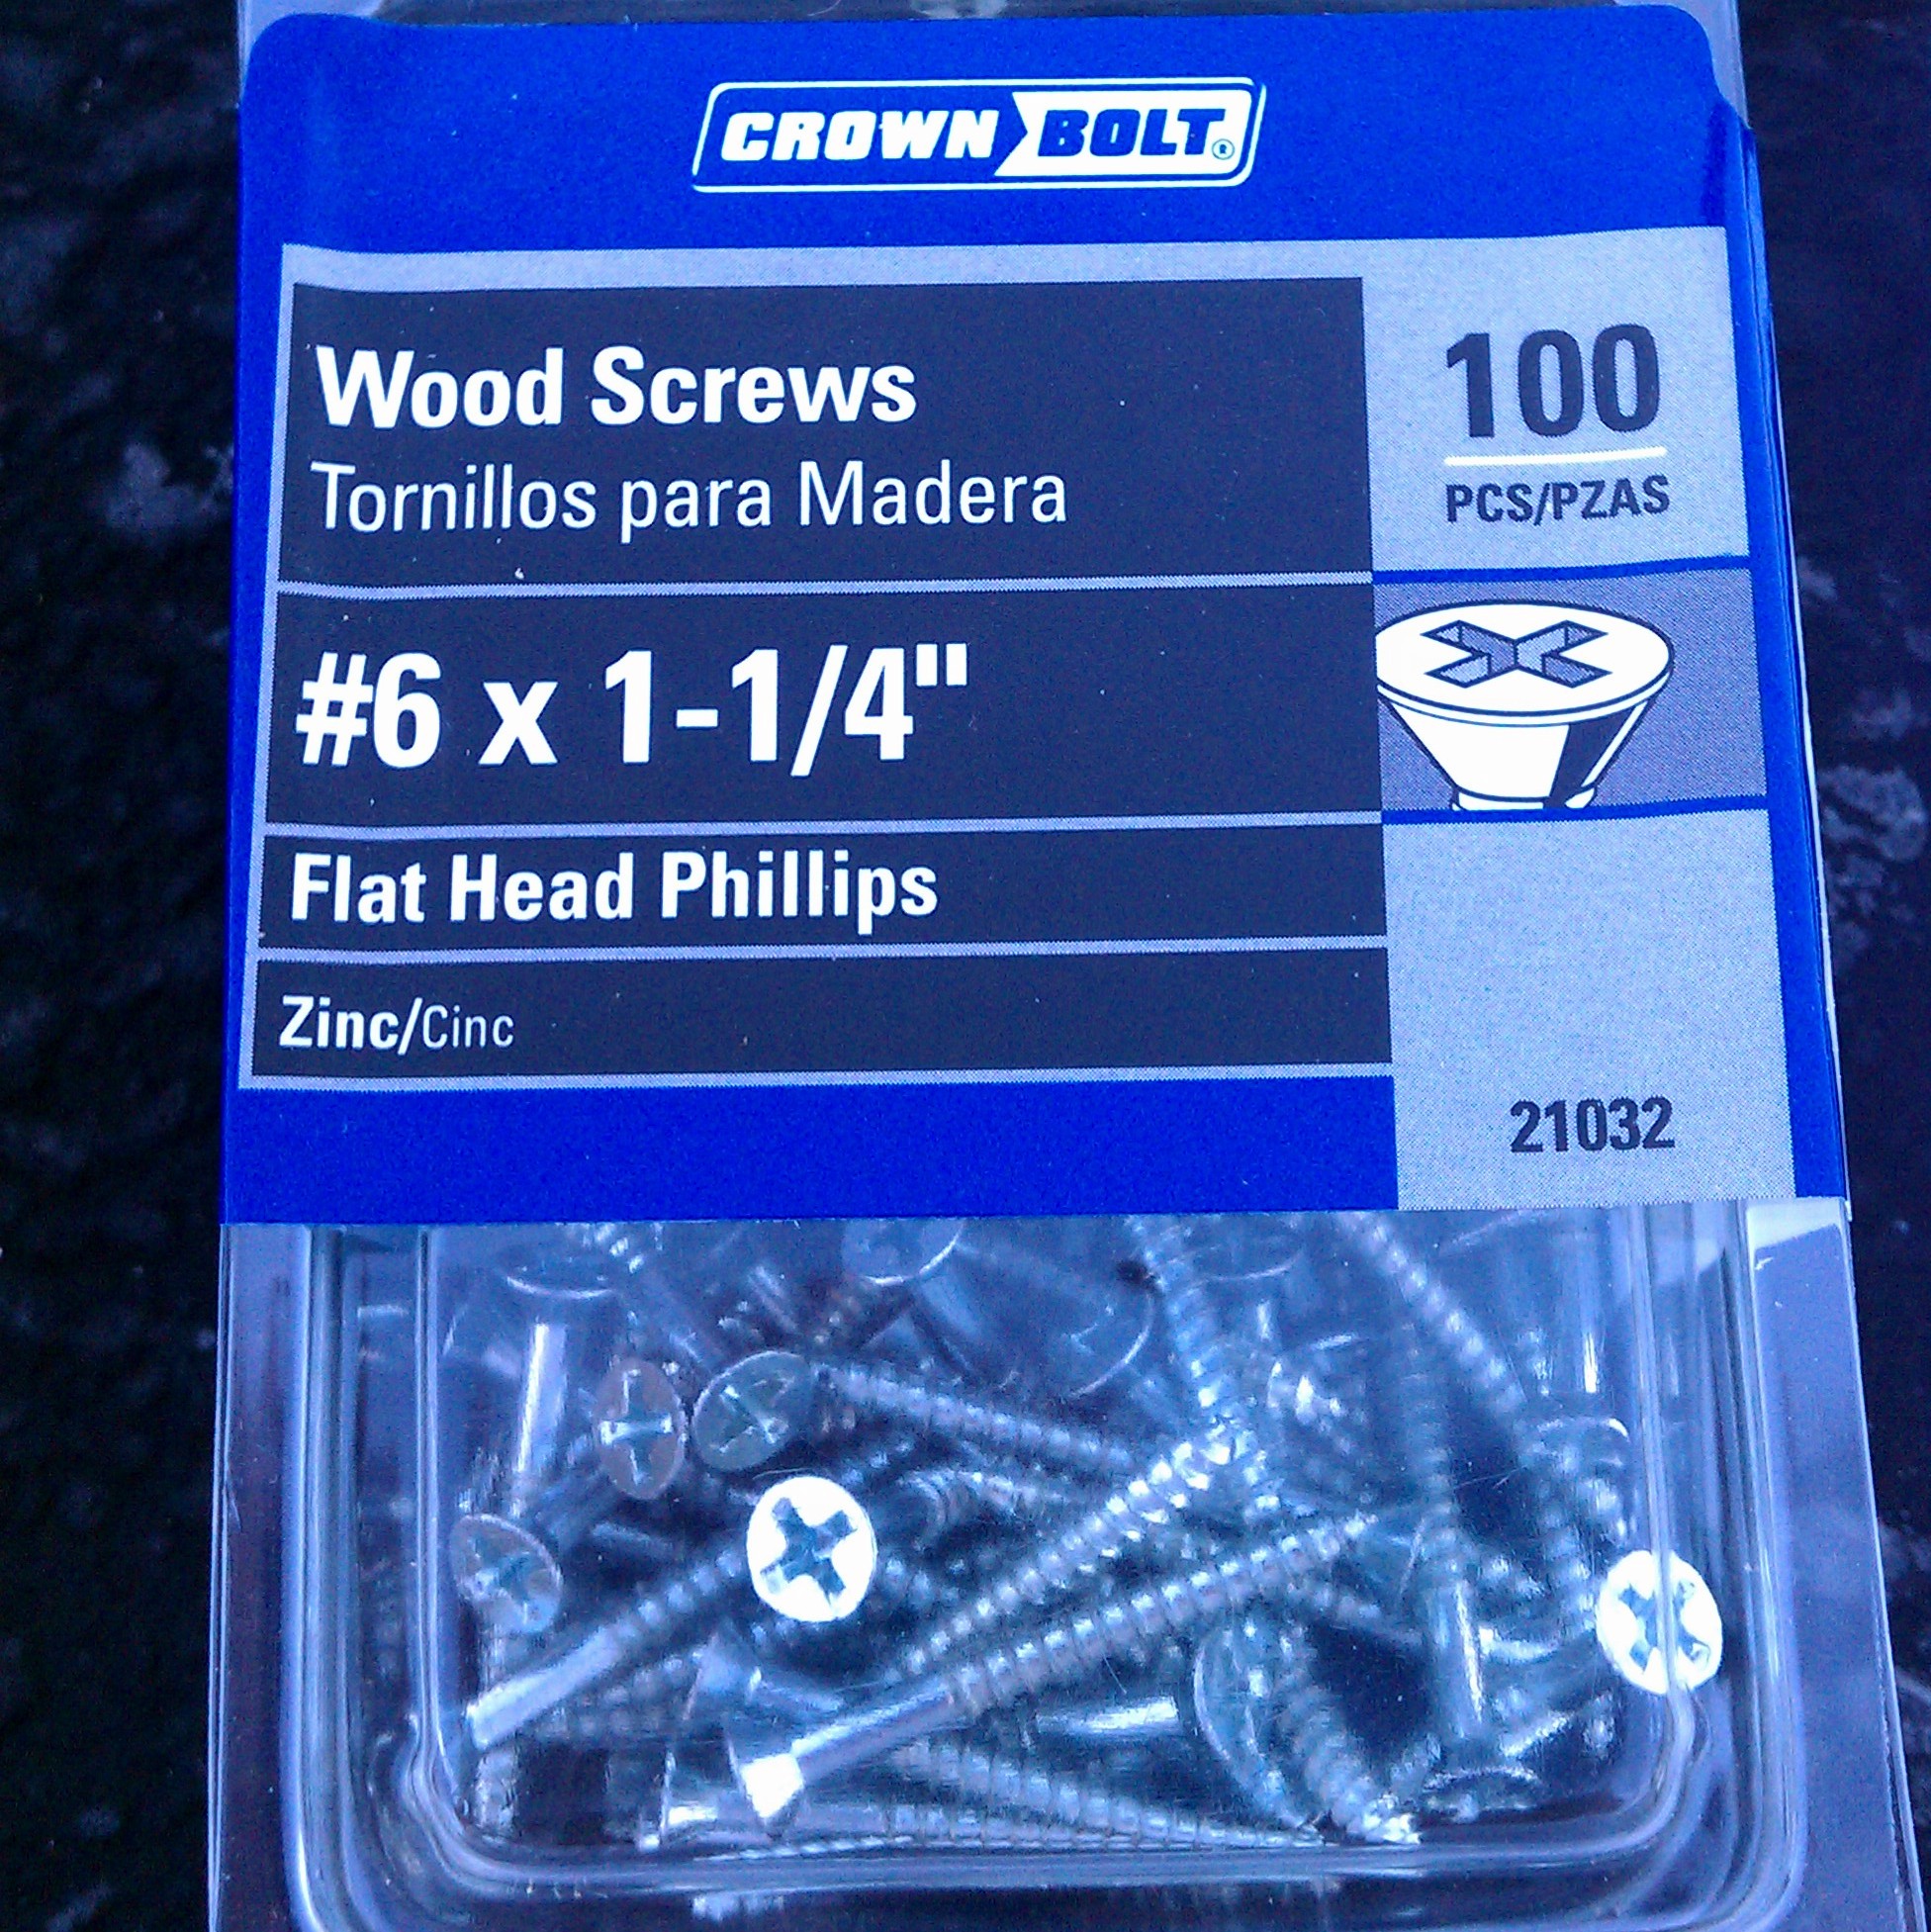 CROWN BOLT®
Wood Screws
Tornillos para Madera
100
PCS/PZAS
#6 x 1-1/4"
Flat Head Phillips
Zinc/Cinc
21032